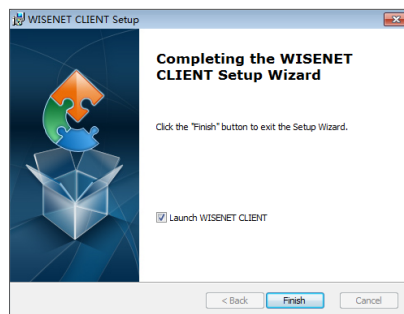 WISENET CLIENT Setup
Completing the WISENET
CLIENT Setup Wizard
Click the "Finish" button to exit the Setup Wizard.
Launch WISENET CLIENT
< Back Finish Cancel